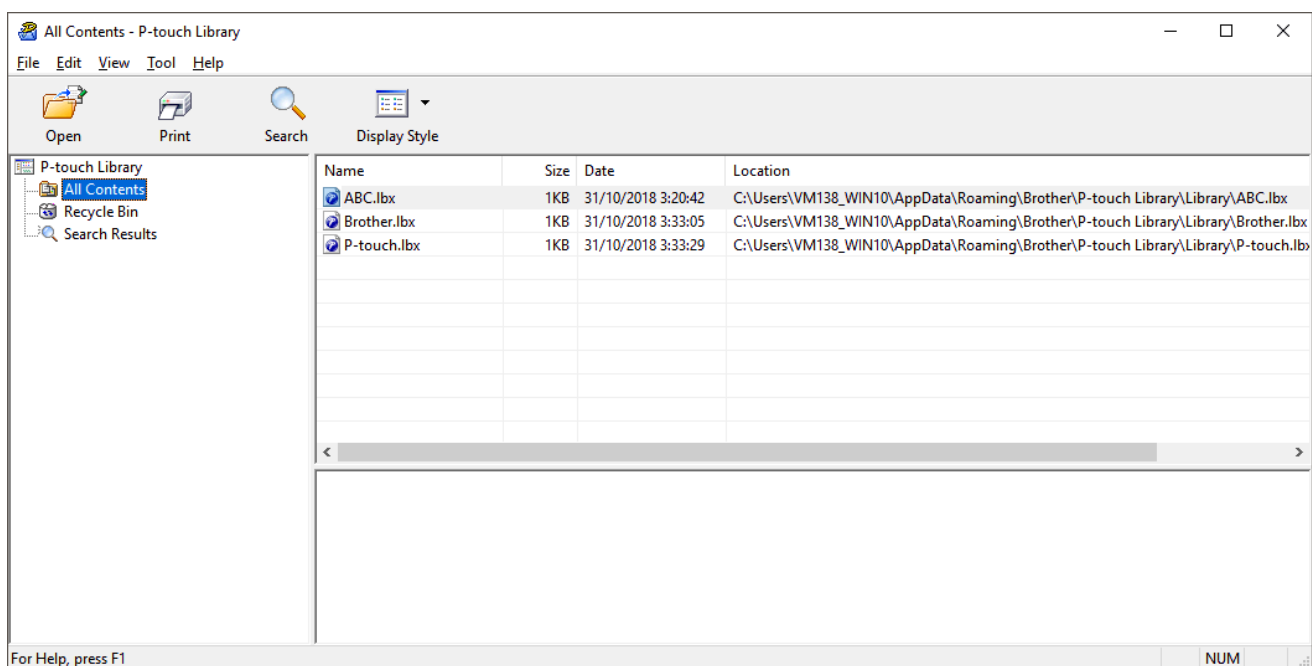 All Contents - P-touch Library
File Edit View Tool Help
Open Print Search Display Style
P-touch Library
All Contents
Recycle Bin
Search Results
Name Size Date Location
ABC.lbx 1KB 31/10/2018 3:20:42 C:\Users\VM138_WIN10\AppData\Roaming\Brother\P-touch Library\Library\ABC.lbx
Brother.lbx 1KB 31/10/2018 3:33:05 C:\Users\VM138_WIN10\AppData\Roaming\Brother\P-touch Library\Library\Brother.lbx
P-touch.lbx 1KB 31/10/2018 3:33:29 C:\Users\VM138_WIN10\AppData\Roaming\Brother\P-touch Library\Library\P-touch.lbx
For Help, press F1 NUM